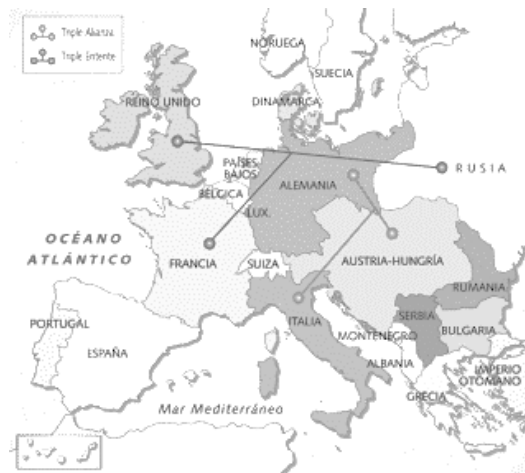 Triple Alianza
Triple Entente
NORUEGA
SUECIA
REINO UNIDO
DINAMARCA
PAÍSES
BAJOS
RUSIA
ALEMANIA
BÉLGICA
LUX.
OCÉANO
ATLÁNTICO
FRANCIA
SUIZA
AUSTRIA-HUNGRÍA
RUMANIA
ITALIA
SERBIA
PORTUGAL
MONTENEGRO
BULGARIA
ESPAÑA
ALBANIA
IMPERIO
OTOMANO
GRECIA
Mar Mediterráneo